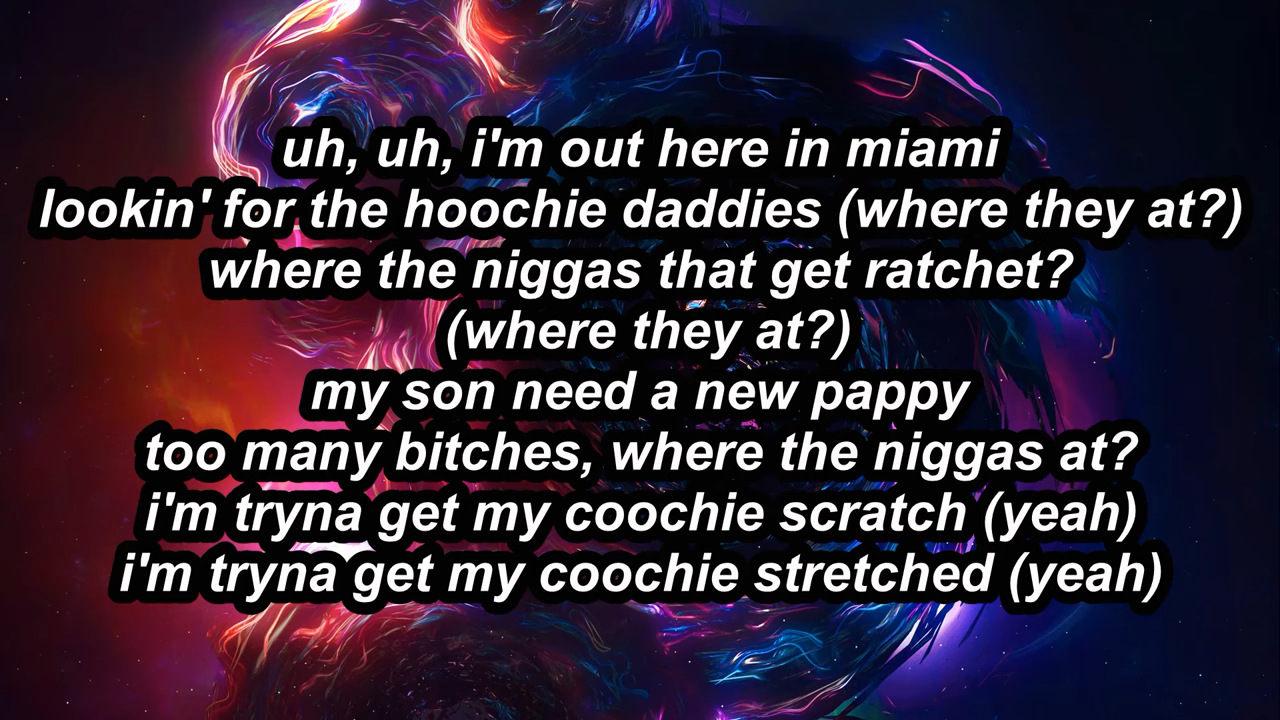 uh, uh, i'm out here in miami
lookin' for the hoochie daddies (where they at?)
where the niggas that get ratchet?
(where they at?)
my son need a new pappy
too many bitches, where the niggas at?
i'm tryna get my coochie scratch (yeah)
i'm tryna get my coochie stretched (yeah)